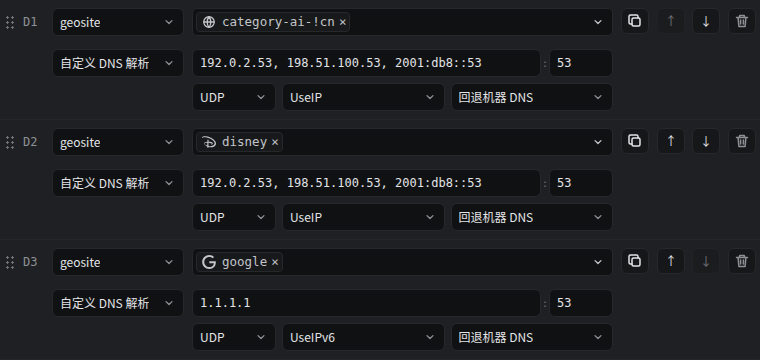 D1 geosite category-ai-!cn ×
自定义 DNS 解析 192.0.2.53, 198.51.100.53, 2001:db8::53 : 53
UDP UseIP 回退机器 DNS
D2 geosite disney ×
自定义 DNS 解析 192.0.2.53, 198.51.100.53, 2001:db8::53 : 53
UDP UseIP 回退机器 DNS
D3 geosite google ×
自定义 DNS 解析 1.1.1.1 : 53
UDP UseIPv6 回退机器 DNS